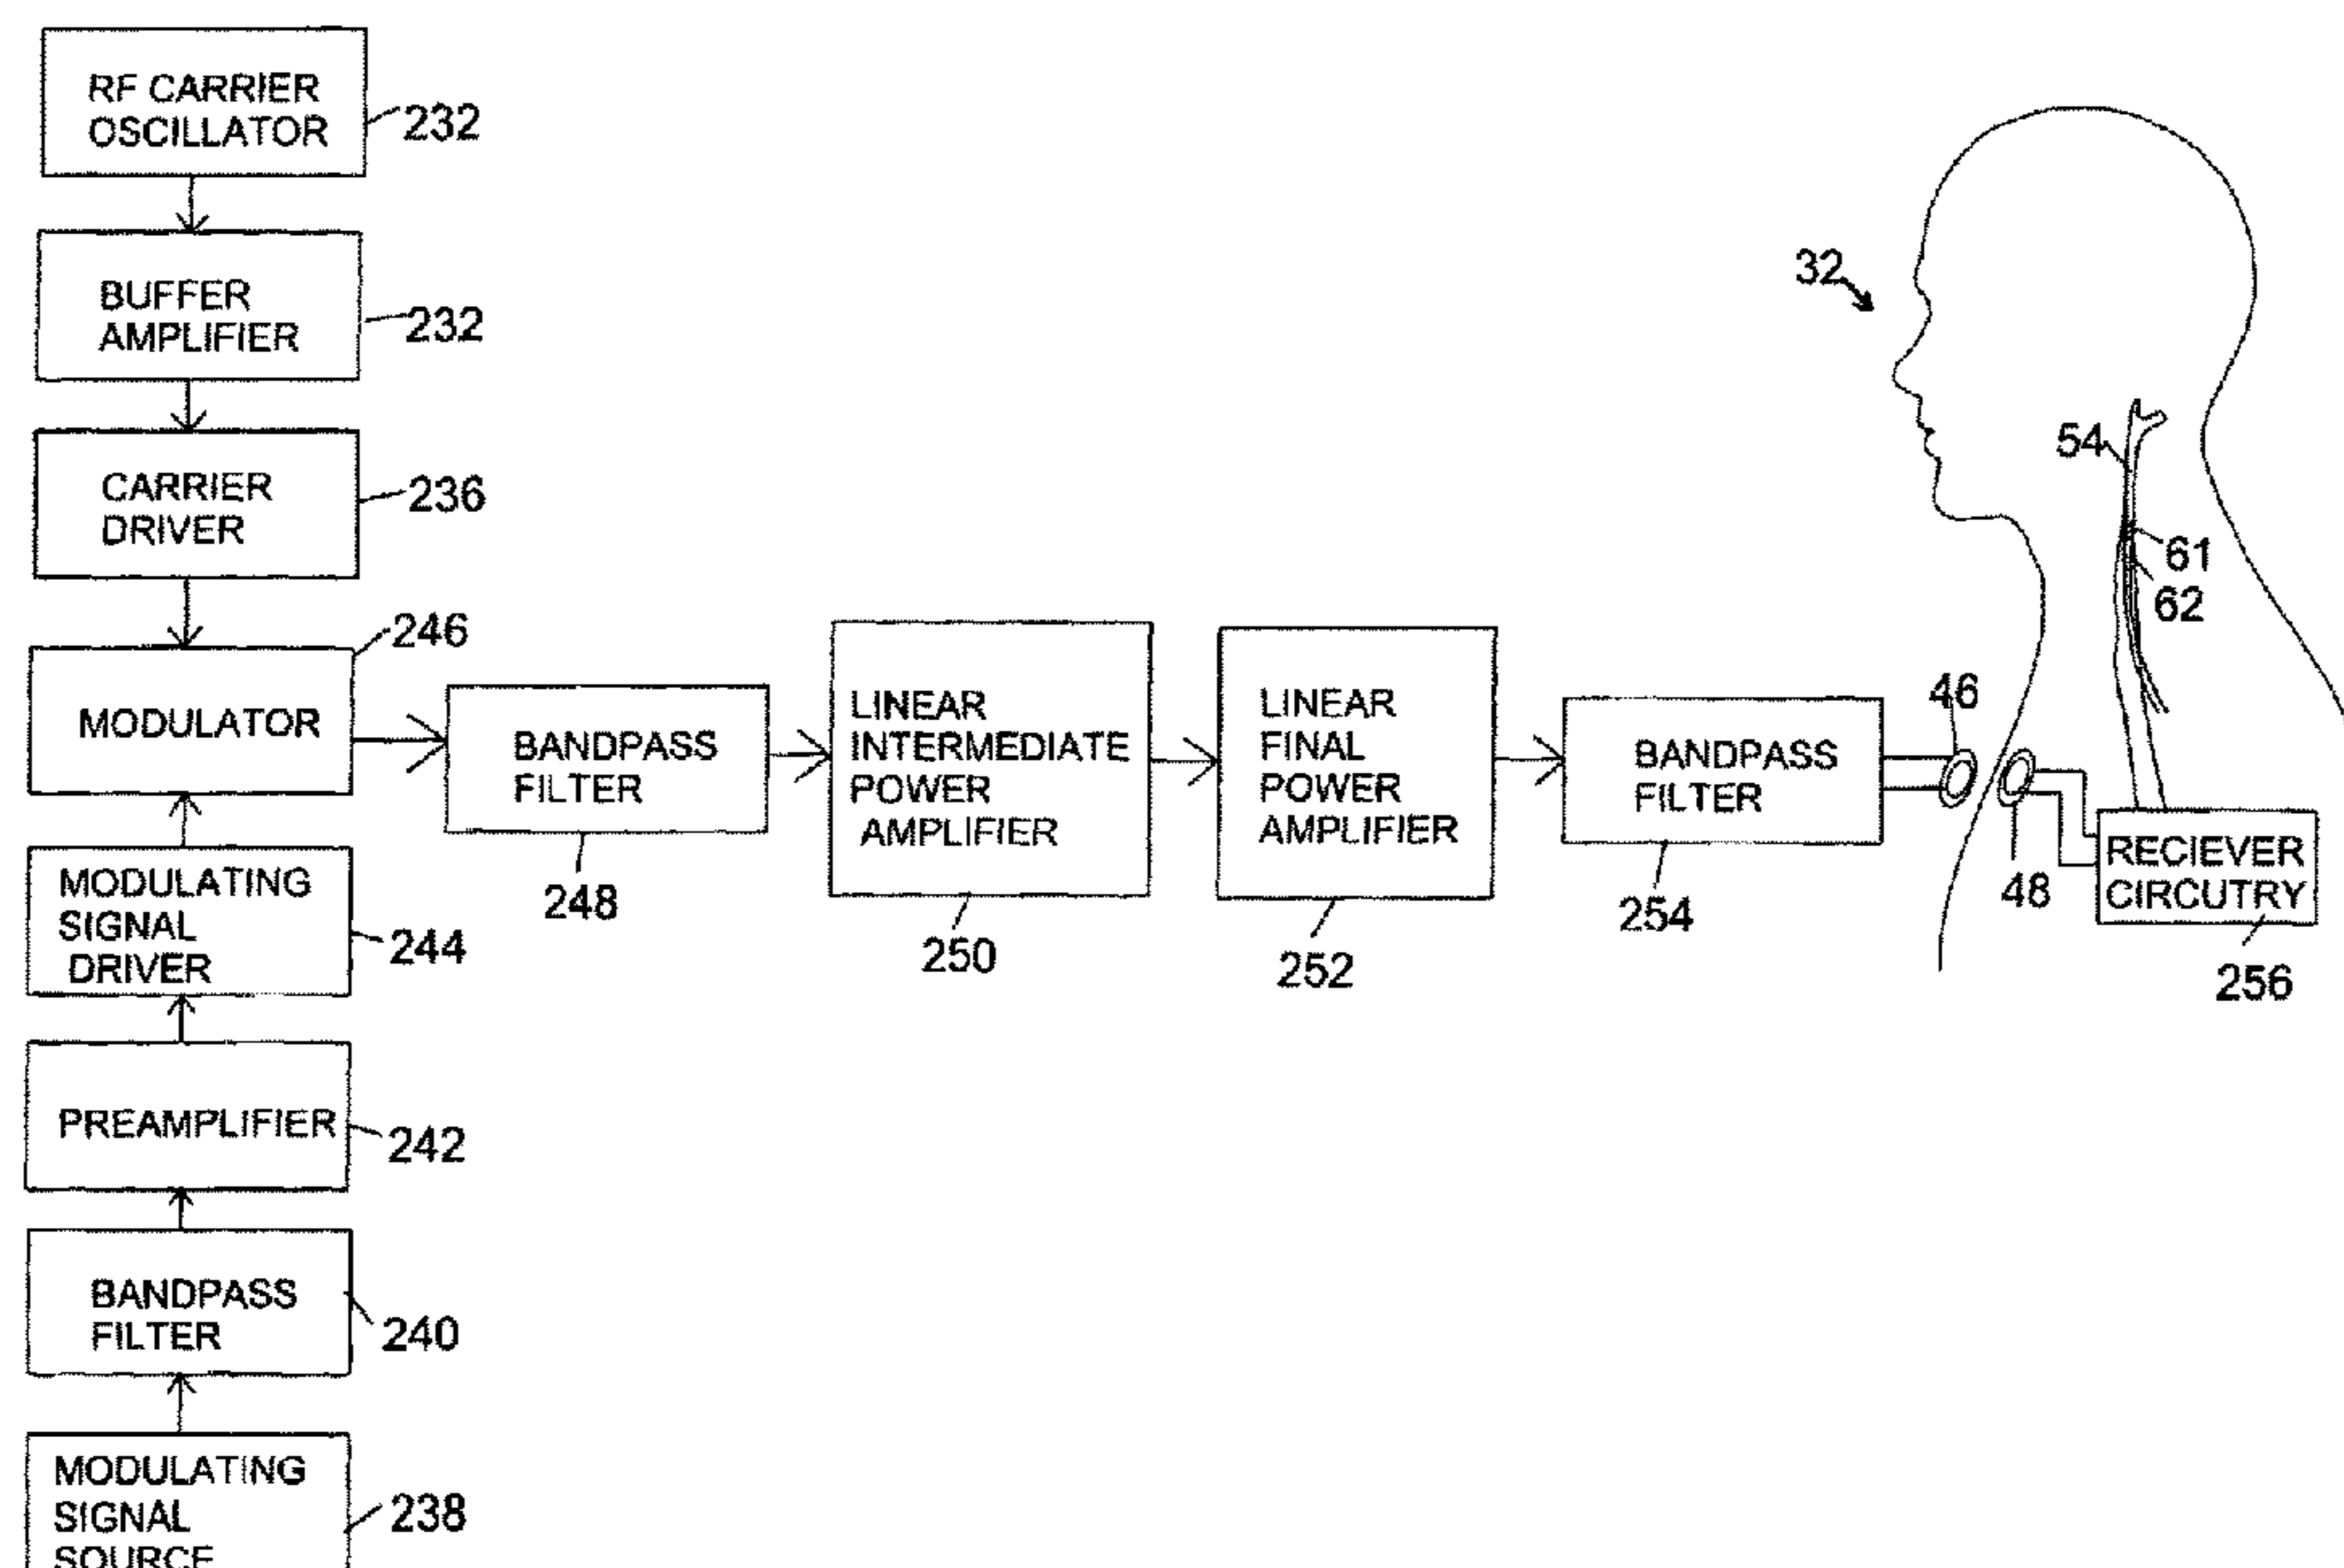 RF CARRIER
OSCILLATOR
232
BUFFER
AMPLIFIER
232
CARRIER
DRIVER
236
MODULATOR
246
MODULATING
SIGNAL
DRIVER
244
PREAMPLIFIER
242
BANDPASS
FILTER
240
MODULATING
SIGNAL
SOURCE
238
BANDPASS
FILTER
248
LINEAR
INTERMEDIATE
POWER
AMPLIFIER
250
LINEAR
FINAL
POWER
AMPLIFIER
252
BANDPASS
FILTER
254
32
54
61
62
46
48
RECIEVER
CIRCUTRY
256